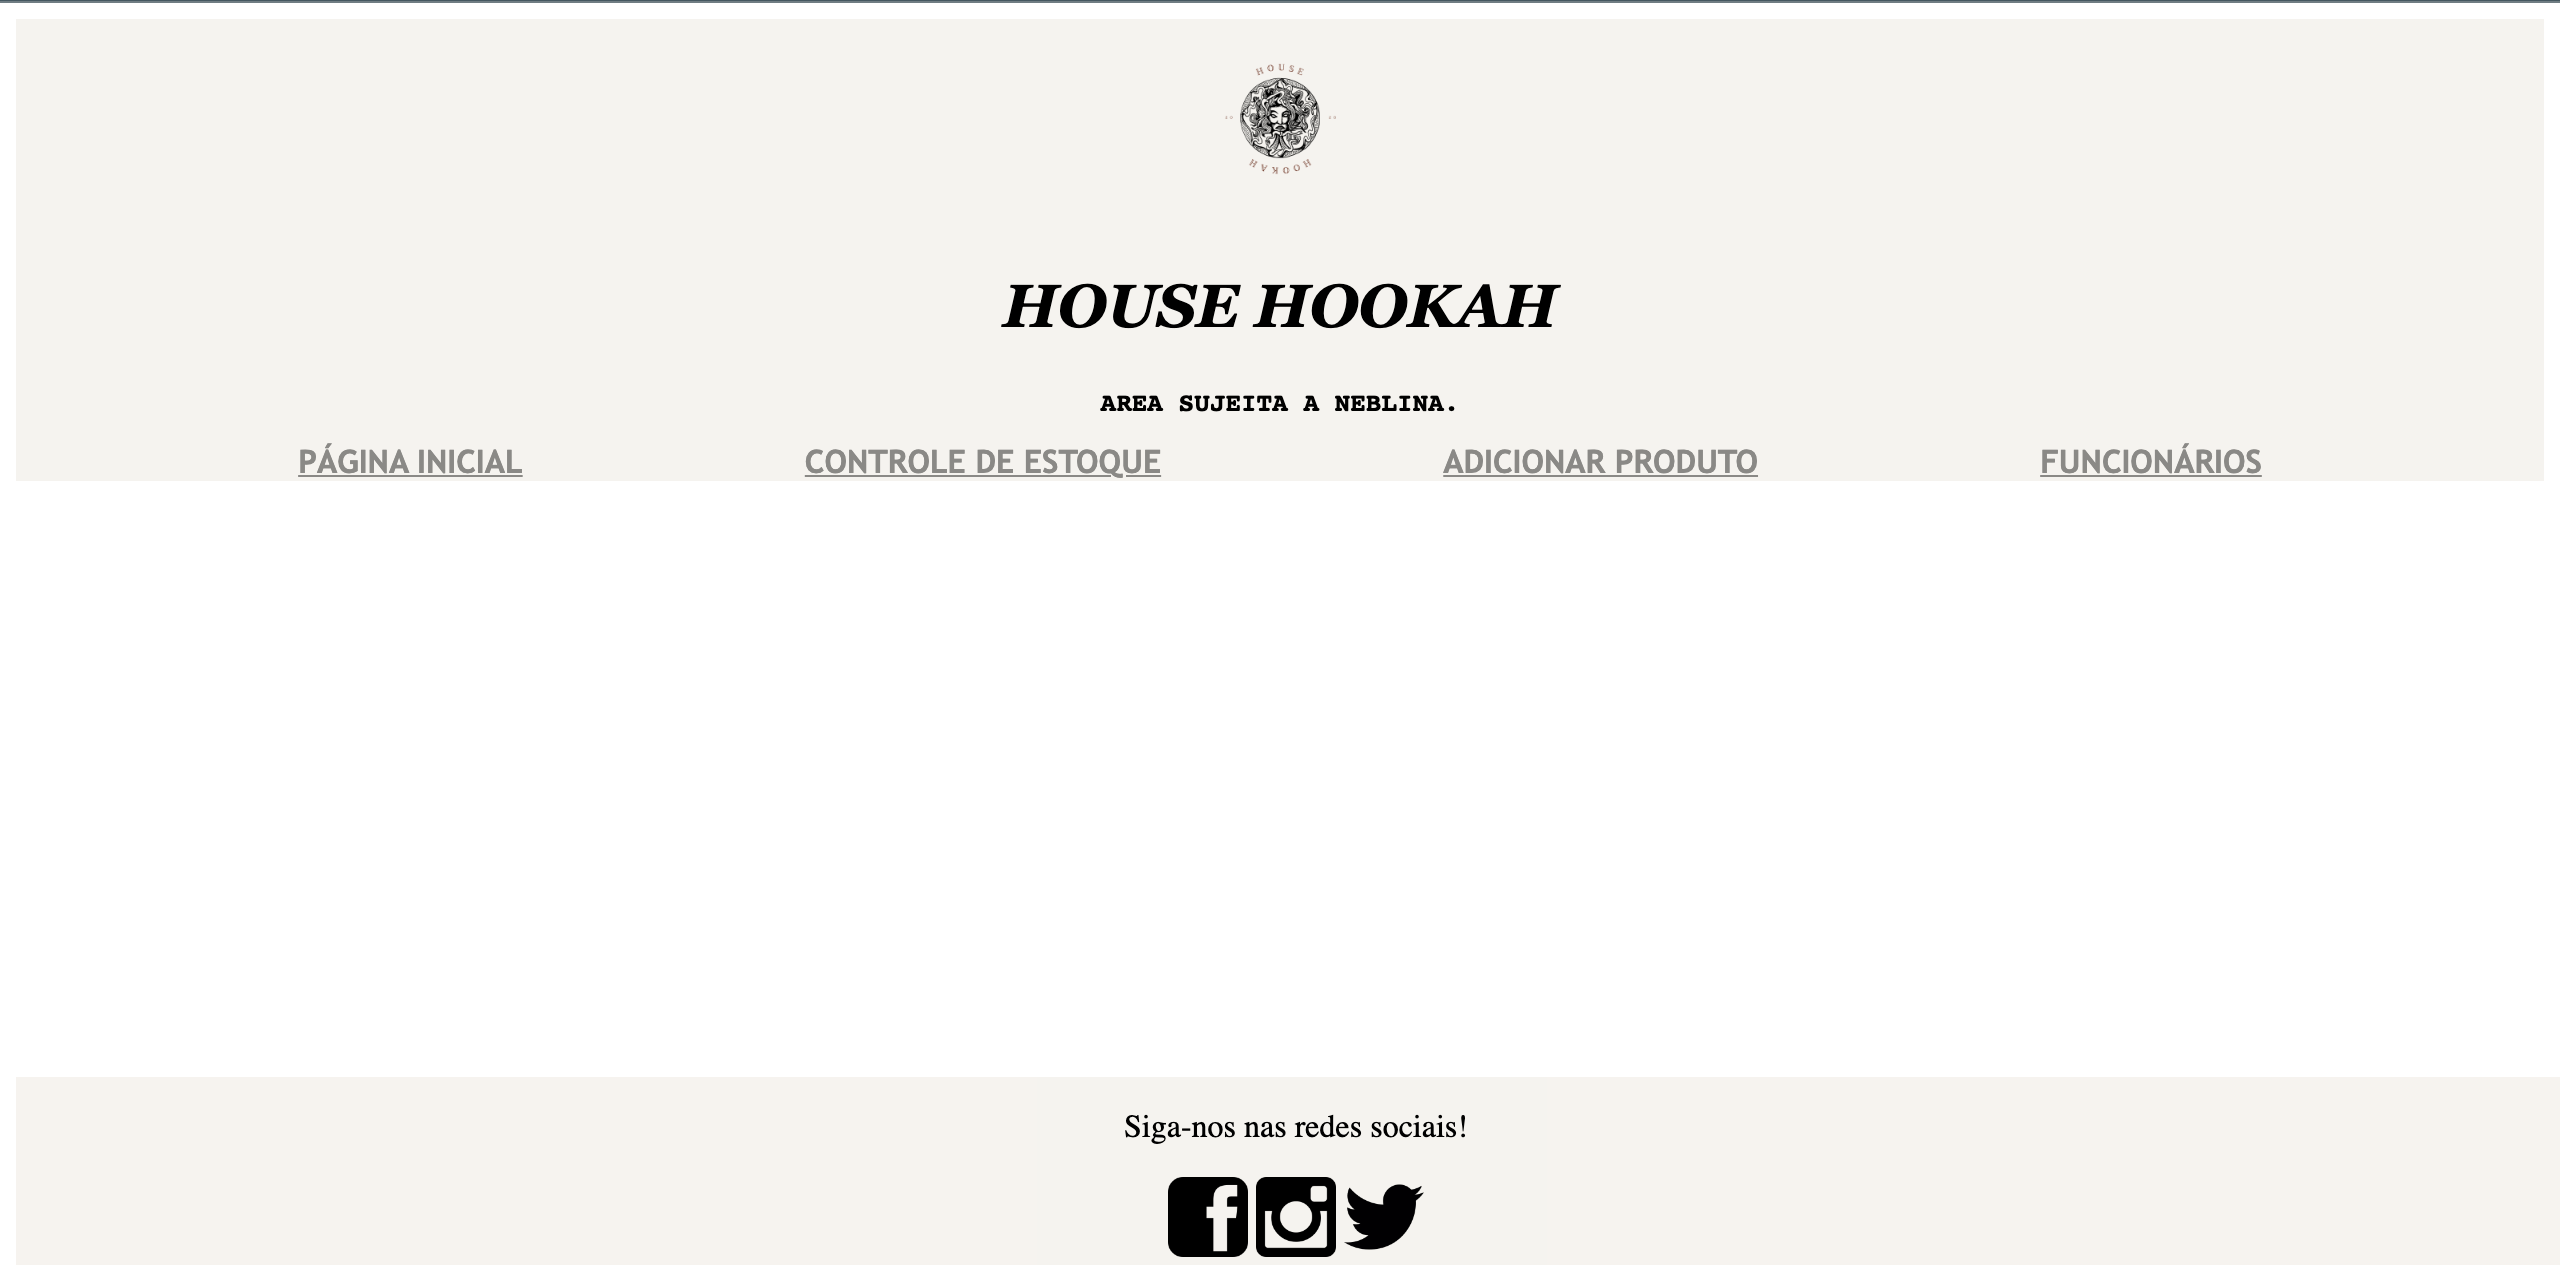 HOUSE
HOOKAH
HOUSE HOOKAH
AREA SUJEITA A NEBLINA.
PÁGINA INICIAL CONTROLE DE ESTOQUE ADICIONAR PRODUTO FUNCIONÁRIOS
Siga-nos nas redes sociais!